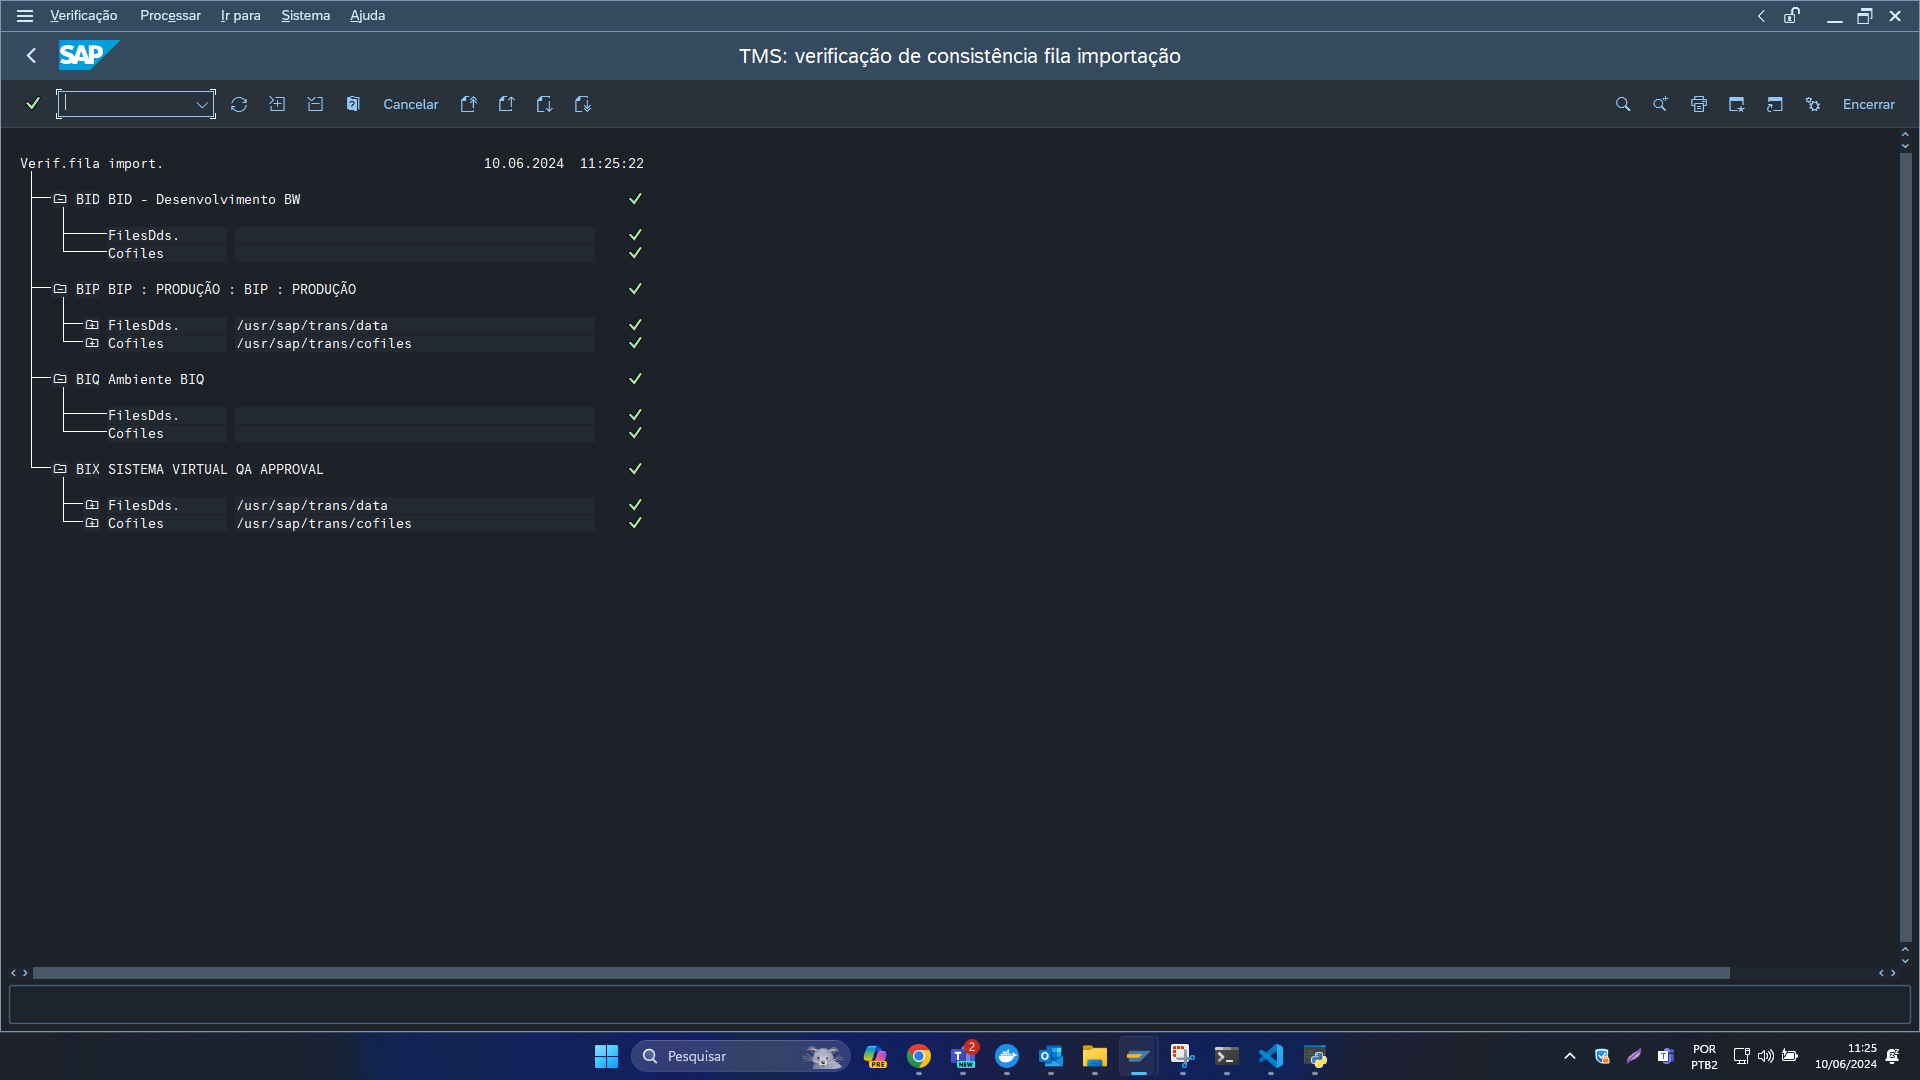 Verificação Processar Ir para Sistema Ajuda
SAP TMS: verificação de consistência fila importação
Cancelar Encerrar
Verif.fila import. 10.06.2024 11:25:22
BID BID - Desenvolvimento BW
FilesDds.
Cofiles
BIP BIP : PRODUÇÃO : BIP : PRODUÇÃO
FilesDds. /usr/sap/trans/data
Cofiles /usr/sap/trans/cofiles
BIQ Ambiente BIQ
FilesDds.
Cofiles
BIX SISTEMA VIRTUAL QA APPROVAL
FilesDds. /usr/sap/trans/data
Cofiles /usr/sap/trans/cofiles
Pesquisar PRE 2 T NEW POR 11:25
PTB2 10/06/2024